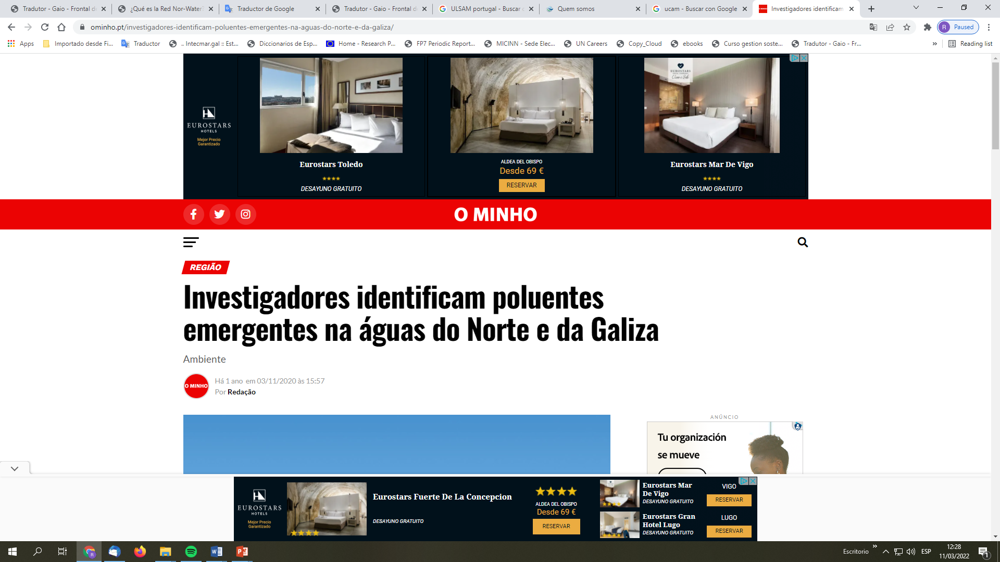 Tradutor - Gaio - Frontal d
¿Qué es la Red Nor-Water?
Traductor de Google
Tradutor - Gaio - Frontal d
ULSAM portugal - Buscar c
Quem somos
ucam - Buscar con Google
Investigadores identificam
ominho.pt/investigadores-identificam-poluentes-emergentes-na-aguas-do-norte-e-da-galiza/
R Paused
Apps
Importado desde Fi...
Traductor
.. Intecmar.gal :: Est...
Diccionarios de Esp...
Home - Research P...
FP7 Periodic Report...
MICINN - Sede Elec...
UN Careers
Copy_Cloud
ebooks
Curso gestion soste...
Tradutor - Gaio - Fr...
»
Reading list
EUROSTARS
HOTELS
Mejor Precio
Garantizado
Eurostars Toledo
DESAYUNO GRATUITO
ALDEA DEL OBISPO
Desde 69 €
RESERVAR
EUROSTARS
Clean & Safe
Eurostars Mar De Vigo
DESAYUNO GRATUITO
O MINHO
REGIÃO
Investigadores identificam poluentes
emergentes na águas do Norte e da Galiza
Ambiente
O MINHO
Há 1 ano em 03/11/2020 às 15:57
Por Redação
ANÚNCIO
Tu organización
se mueve
EUROSTARS
HOTELS
Mejor Precio
Garantizado
Eurostars Fuerte De La Concepcion
DESAYUNO GRATUITO
ALDEA DEL OBISPO
Desde 69 €
RESERVAR
Eurostars Mar
De Vigo
DESAYUNO GRATUITO
VIGO
RESERVAR
Eurostars Gran
Hotel Lugo
DESAYUNO GRATUITO
LUGO
RESERVAR
Escritorio
»
ESP
12:28
11/03/2022
1